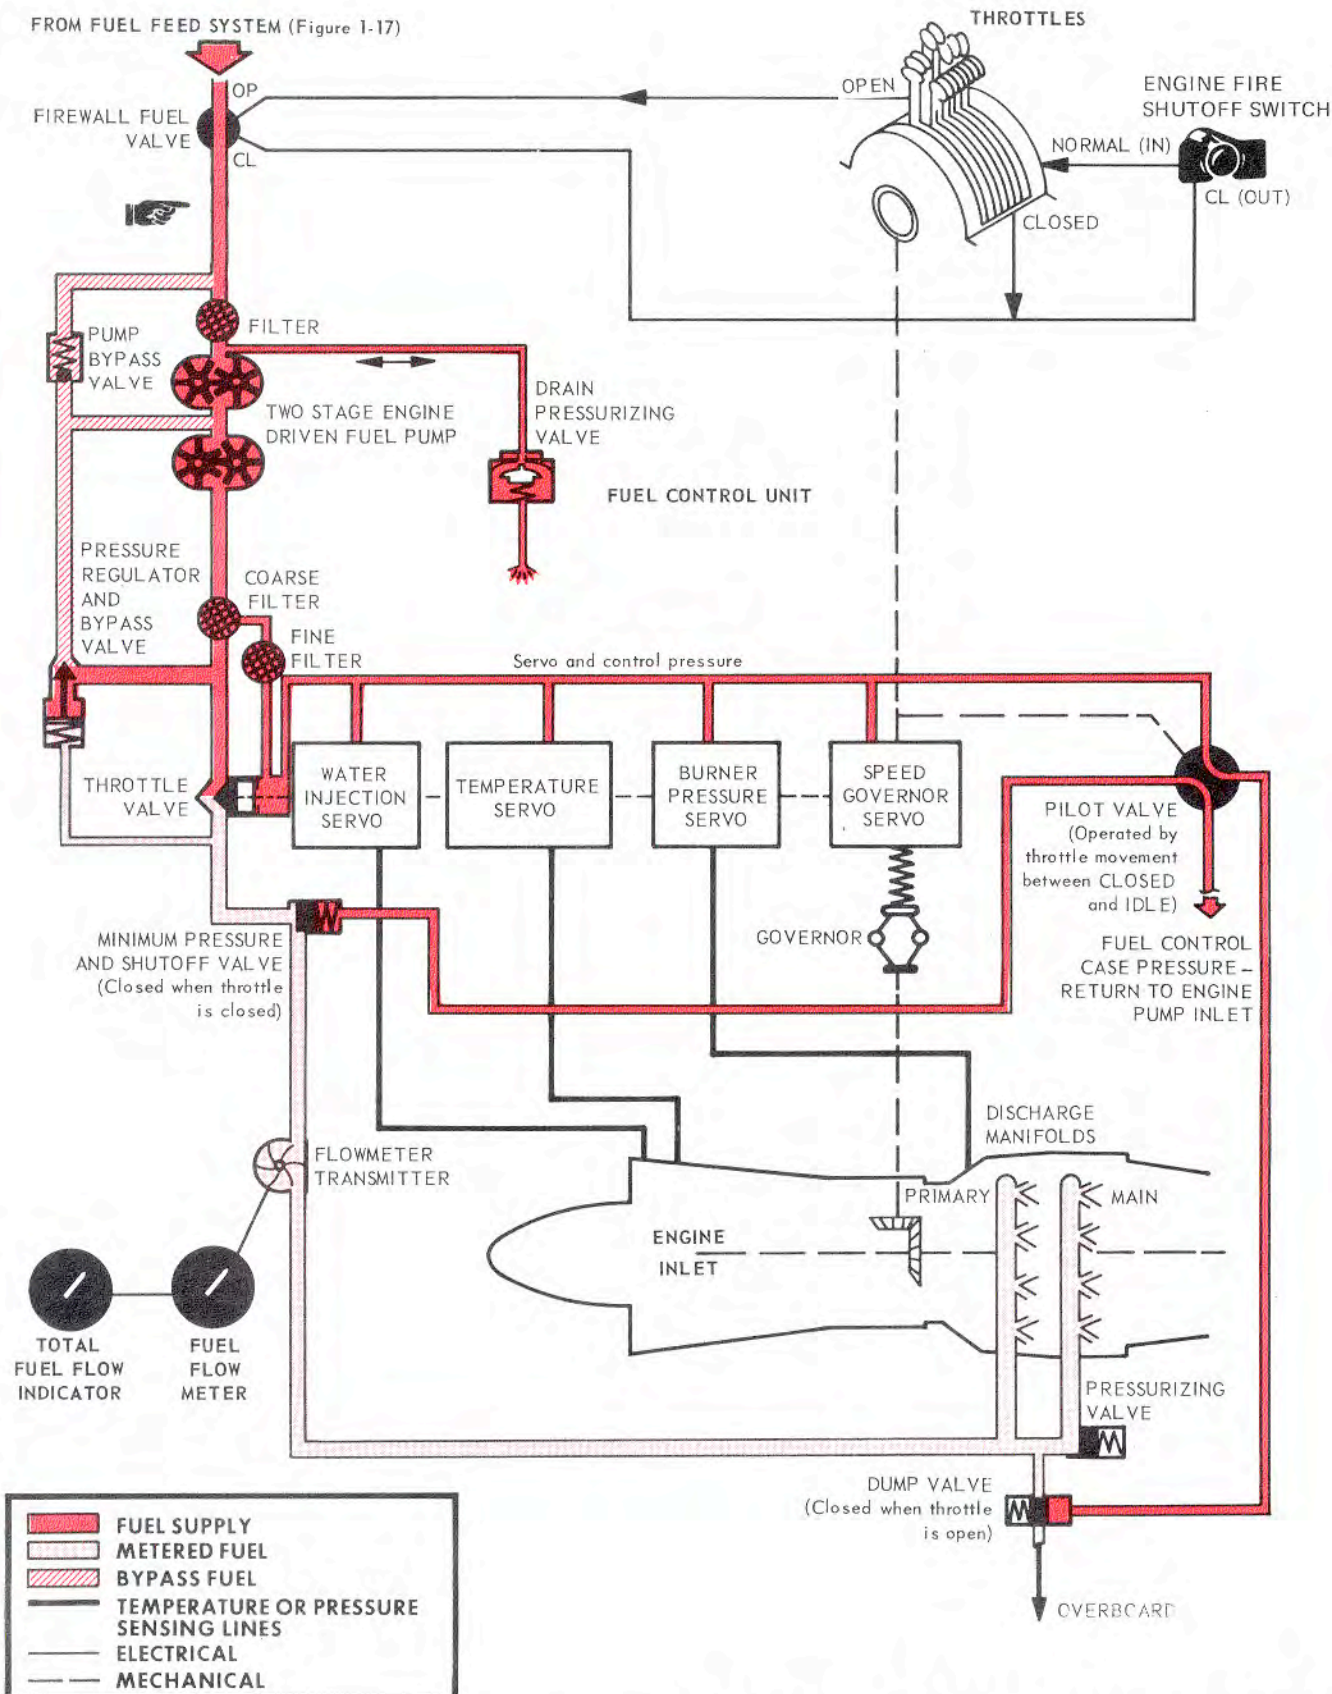 FROM FUEL FEED SYSTEM (Figure 1-17)
THROTTLES
OP
OPEN
ENGINE FIRE
SHUTOFF SWITCH
FIREWALL FUEL
VALVE
CL
NORMAL (IN)
CL (OUT)
CLOSED
FILTER
PUMP
BYPASS
VALVE
TWO STAGE ENGINE
DRIVEN FUEL PUMP
DRAIN
PRESSURIZING
VALVE
FUEL CONTROL UNIT
PRESSURE
REGULATOR
AND
BYPASS
VALVE
COARSE
FILTER
FINE
FILTER
Servo and control pressure
THROTTLE
VALVE
WATER
INJECTION
SERVO
TEMPERATURE
SERVO
BURNER
PRESSURE
SERVO
SPEED
GOVERNOR
SERVO
PILOT VALVE
(Operated by
throttle movement
between CLOSED
and IDLE)
MINIMUM PRESSURE
AND SHUTOFF VALVE
(Closed when throttle
is closed)
GOVERNOR
FUEL CONTROL
CASE PRESSURE –
RETURN TO ENGINE
PUMP INLET
FLOWMETER
TRANSMITTER
DISCHARGE
MANIFOLDS
PRIMARY
MAIN
ENGINE
INLET
TOTAL
FUEL FLOW
INDICATOR
FUEL
FLOW
METER
PRESSURIZING
VALVE
DUMP VALVE
(Closed when throttle
is open)
OVERBOARD
FUEL SUPPLY
METERED FUEL
BYPASS FUEL
TEMPERATURE OR PRESSURE
SENSING LINES
ELECTRICAL
MECHANICAL